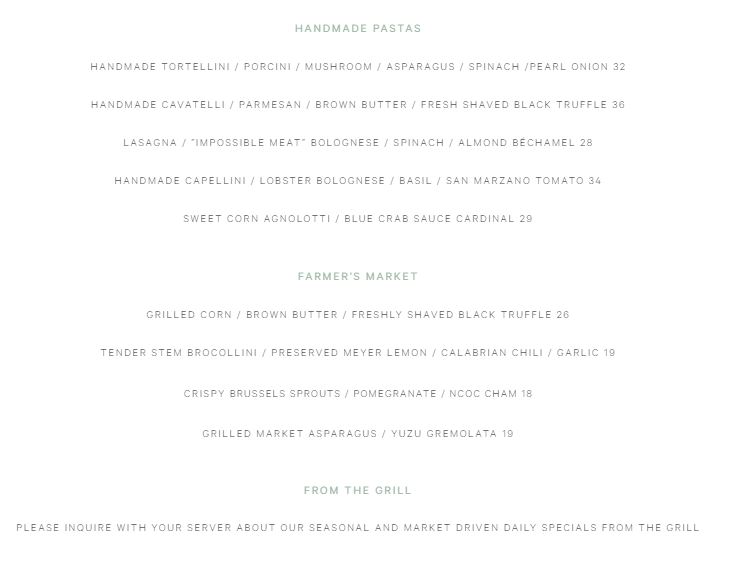 HANDMADE PASTAS
HANDMADE TORTELLINI / PORCINI / MUSHROOM / ASPARAGUS / SPINACH /PEARL ONION 32
HANDMADE CAVATELLI / PARMESAN / BROWN BUTTER / FRESH SHAVED BLACK TRUFFLE 36
LASAGNA / “IMPOSSIBLE MEAT” BOLOGNESE / SPINACH / ALMOND BÉCHAMEL 28
HANDMADE CAPELLINI / LOBSTER BOLOGNESE / BASIL / SAN MARZANO TOMATO 34
SWEET CORN AGNOLOTTI / BLUE CRAB SAUCE CARDINAL 29
FARMER'S MARKET
GRILLED CORN / BROWN BUTTER / FRESHLY SHAVED BLACK TRUFFLE 26
TENDER STEM BROCOLLINI / PRESERVED MEYER LEMON / CALABRIAN CHILI / GARLIC 19
CRISPY BRUSSELS SPROUTS / POMEGRANATE / NCOC CHAM 18
GRILLED MARKET ASPARAGUS / YUZU GREMOLATA 19
FROM THE GRILL
PLEASE INQUIRE WITH YOUR SERVER ABOUT OUR SEASONAL AND MARKET DRIVEN DAILY SPECIALS FROM THE GRILL